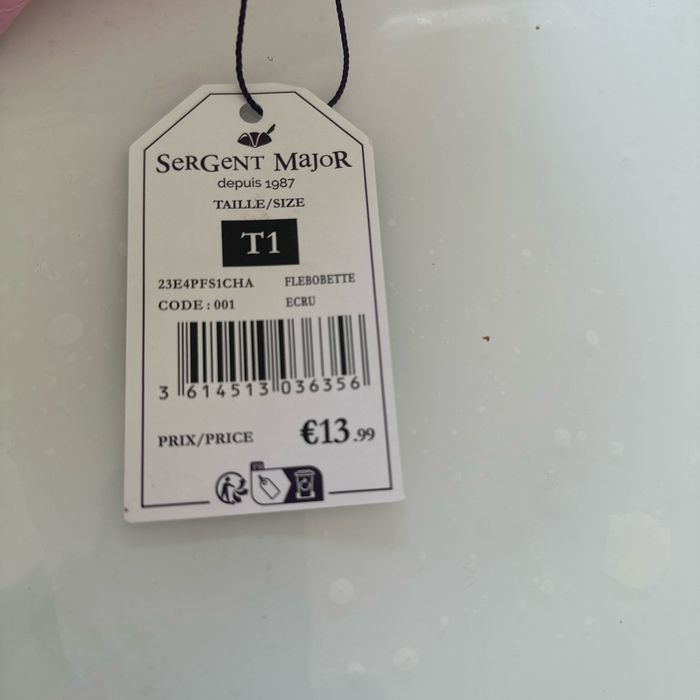 SERGENT MAJOR
depuis 1987
TAILLE/SIZE
T1
23E4PFS1CHA FLEBOBETTE
CODE : 001 ECRU
3 614513 036356
PRIX/PRICE €13.99
FR